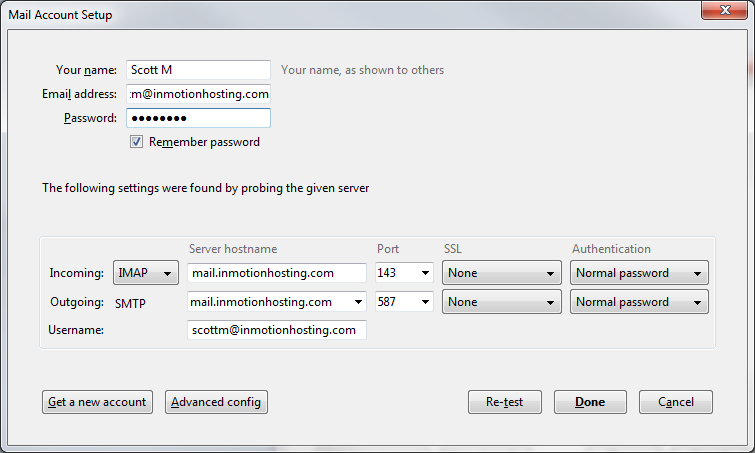 Mail Account Setup
Your name: Scott M Your name, as shown to others
Email address: :m@inmotionhosting.com
Password: ●●●●●●●●
Remember password
The following settings were found by probing the given server
Server hostname Port SSL Authentication
Incoming: IMAP mail.inmotionhosting.com 143 None Normal password
Outgoing: SMTP mail.inmotionhosting.com 587 None Normal password
Username: scottm@inmotionhosting.com
Get a new account Advanced config Re-test Done Cancel